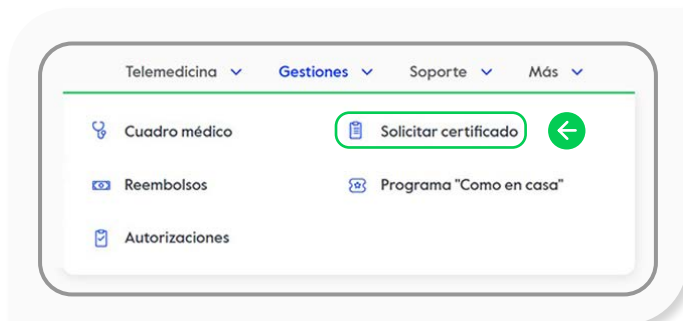 Telemedicina Gestiones Soporte Más
Cuadro médico Solicitar certificado
Reembolsos Programa "Como en casa"
Autorizaciones